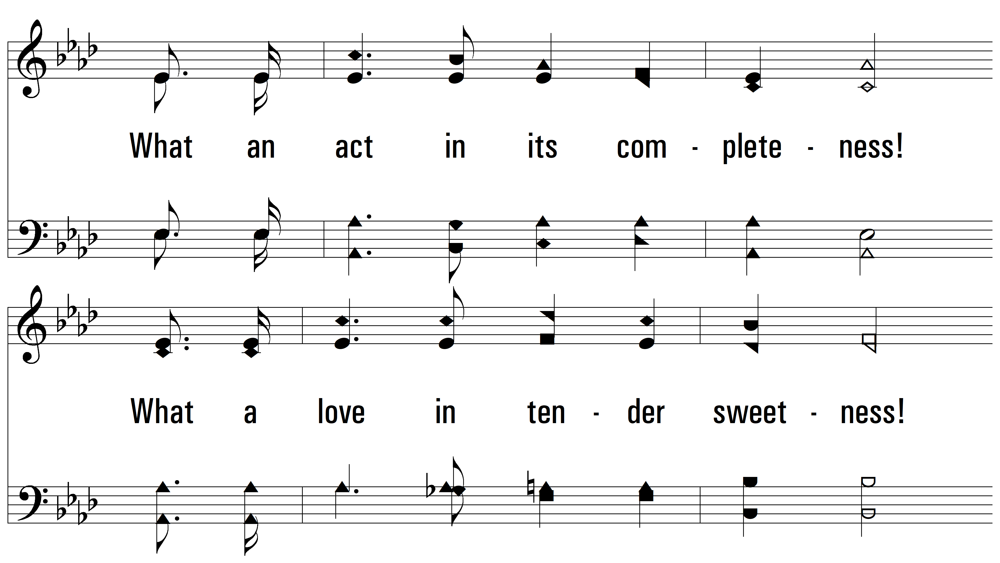 What an act in its com - plete - ness!
What a love in ten - der sweet - ness!